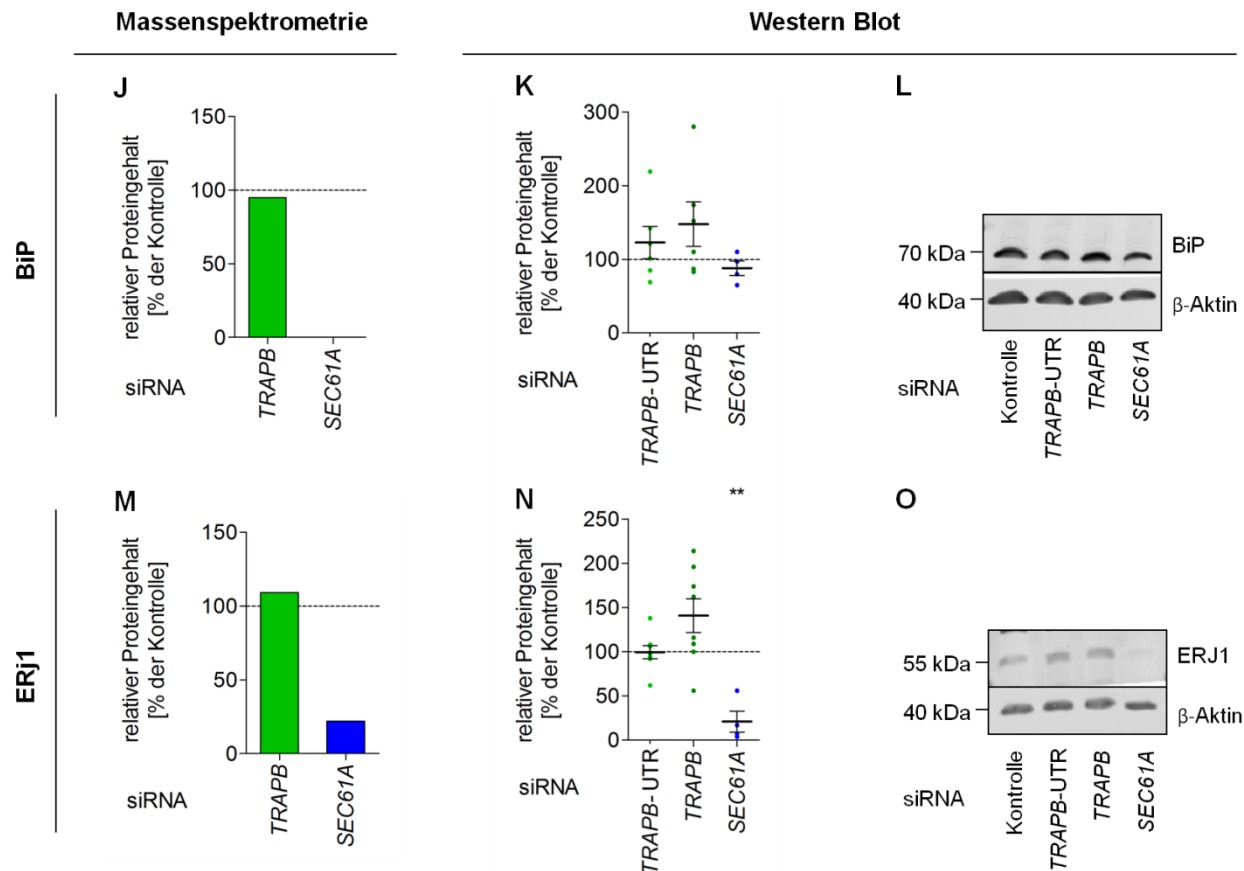 Massenspektrometrie
Western Blot
BiP
J
relativer Proteingehalt
[% der Kontrolle]
150
100
50
0
siRNA
TRAPB
SEC61A
K
relativer Proteingehalt
[% der Kontrolle]
300
200
100
0
TRAPB-UTR
TRAPB
SEC61A
L
70 kDa
BiP
40 kDa
β-Aktin
siRNA
Kontrolle
TRAPB-UTR
TRAPB
SEC61A
ERj1
M
relativer Proteingehalt
[% der Kontrolle]
150
100
50
0
siRNA
TRAPB
SEC61A
N
**
relativer Proteingehalt
[% der Kontrolle]
250
200
150
100
50
0
TRAPB-UTR
TRAPB
SEC61A
O
55 kDa
ERJ1
40 kDa
β-Aktin
siRNA
Kontrolle
TRAPB-UTR
TRAPB
SEC61A